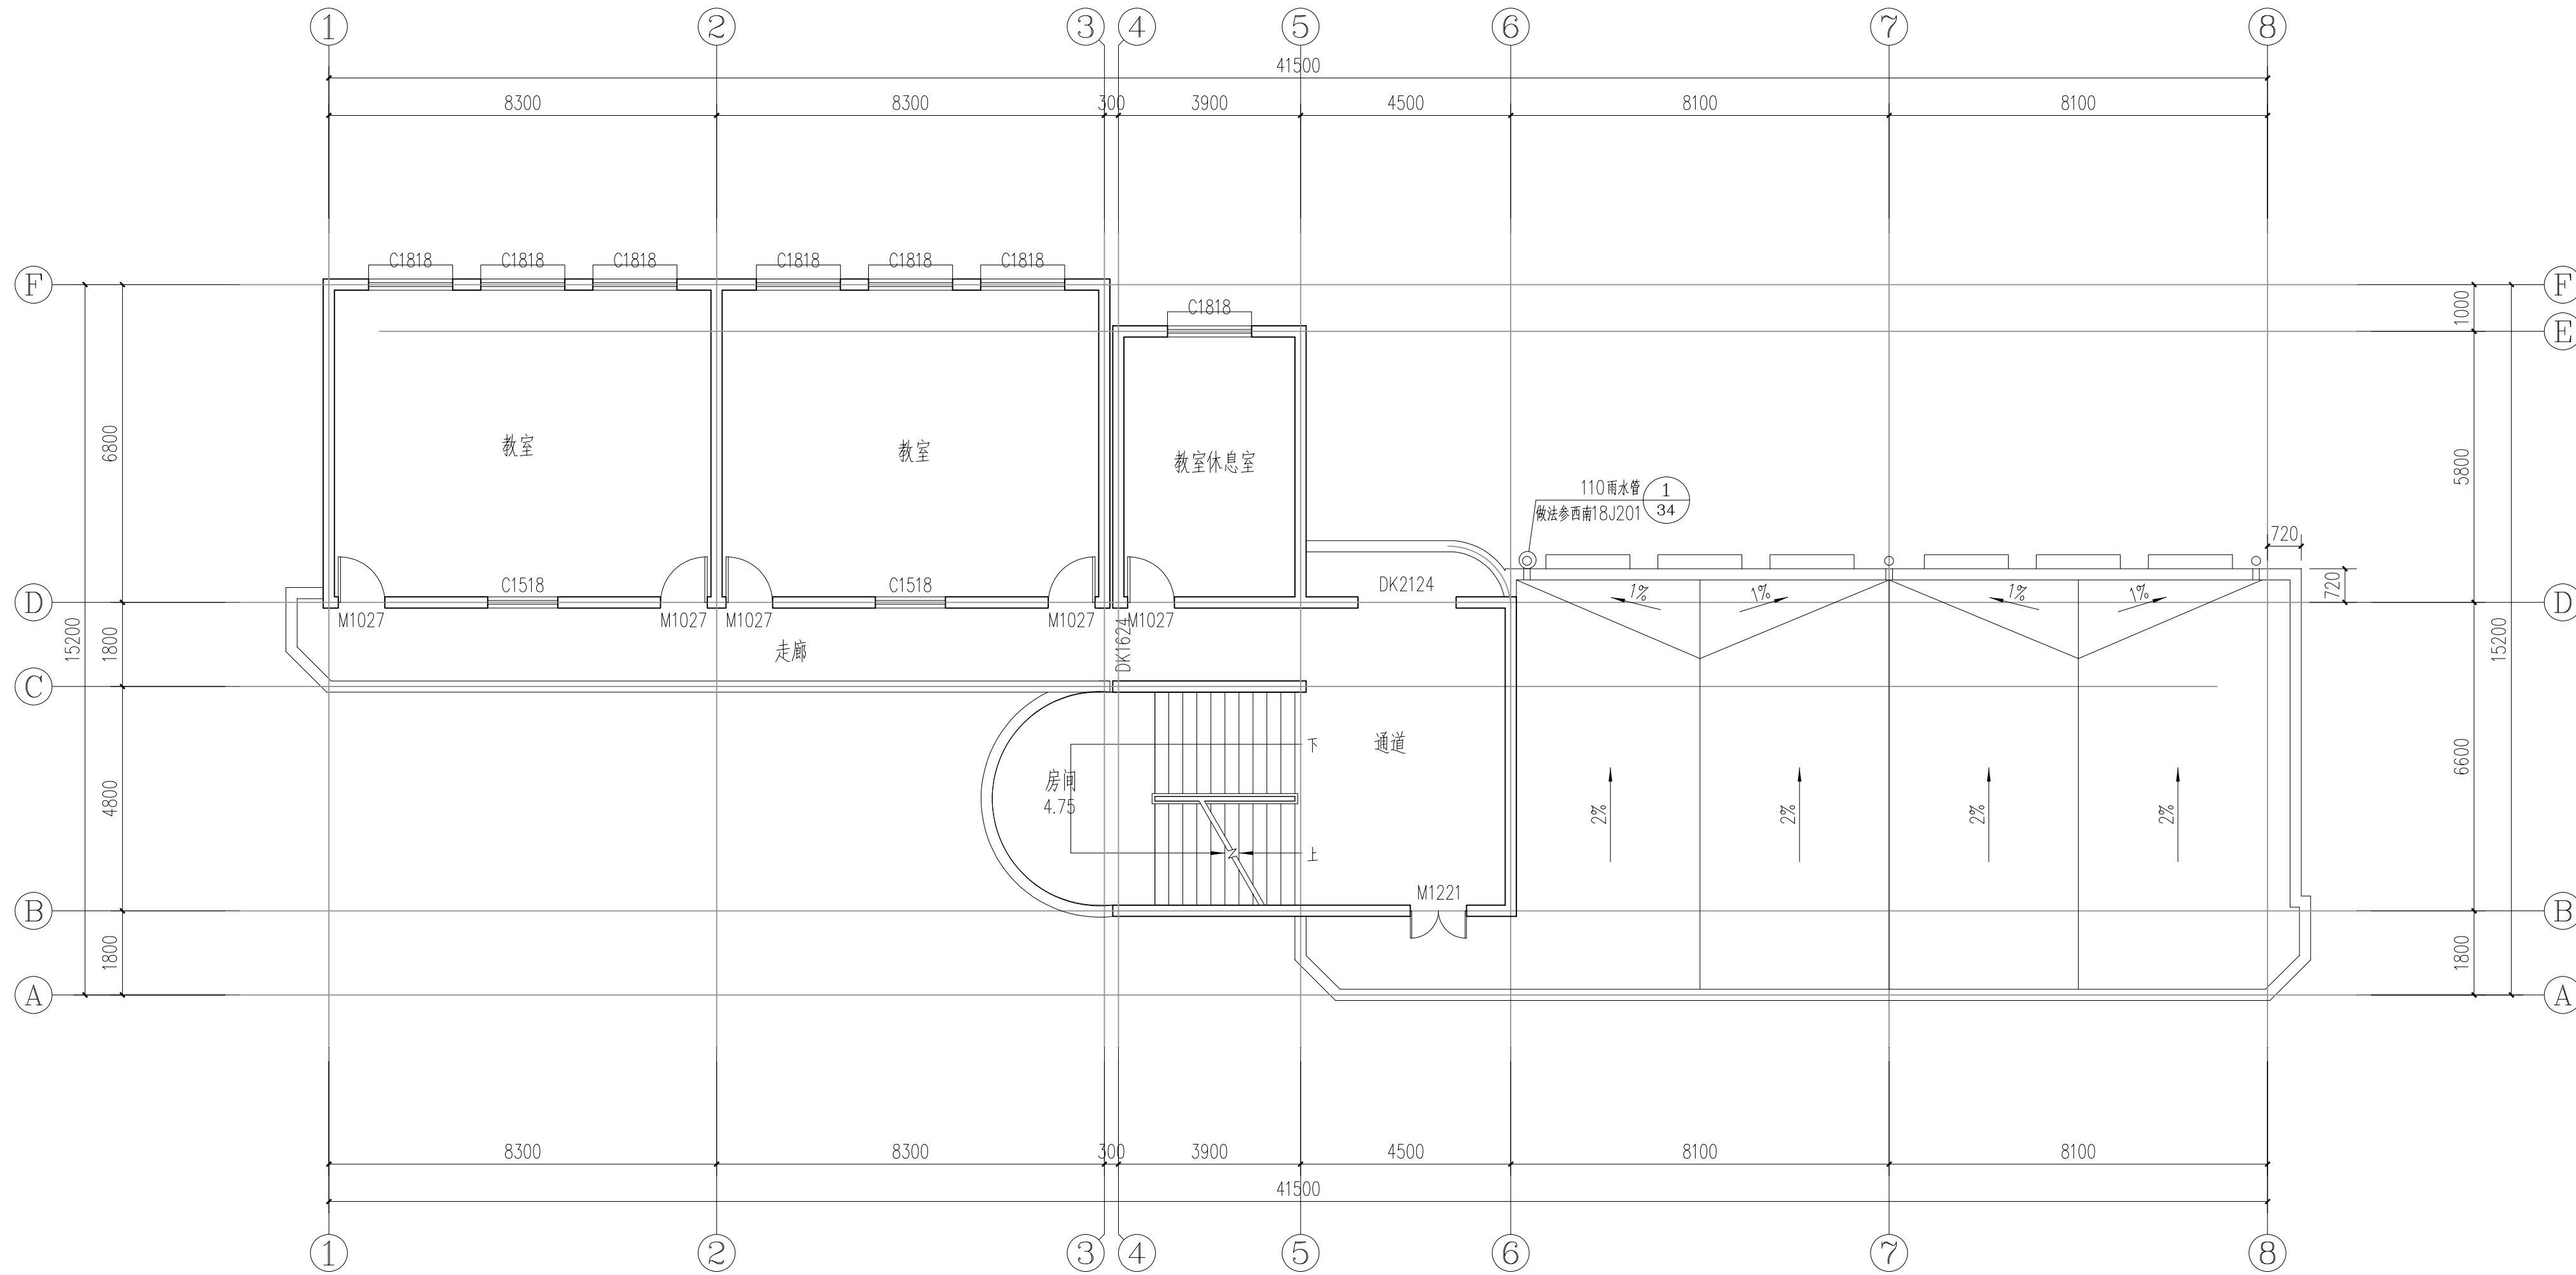 1 2 3 4 5 6 7 8
41500
8300 8300 300 3900 4500 8100 8100
C1818 C1818 C1818 C1818 C1818 C1818
F F
1000
C1818
E
6800
教室 教室 教室休息室
5800
110雨水管 1
做法参西南18J201 34
720
C1518 C1518 DK2124
1% 1% 1% 1%
720
D D
M1027 M1027 M1027 M1027 M1027
DK1624
走廊
15200 1800
15200
C
下 通道
房间
4.75
4800
2% 2% 2% 2%
6600
上
M1221
B B
1800 1800
A A
8300 8300 300 3900 4500 8100 8100
41500
1 2 3 4 5 6 7 8